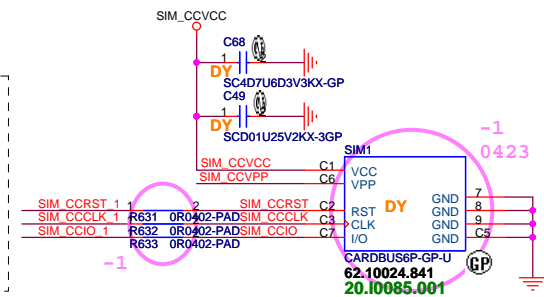 SIM_CCVCC
C68
1
DY
SC4D7U6D3V3KX-GP
C49
1
DY
SCD01U25V2KX-3GP
SIM1
-1
0423
SIM_CCVCC C1 VCC
SIM_CCVPP C6 VPP
GND 7
SIM_CCRST_1 1 2 SIM_CCRST C2 RST DY GND 8
SIM_CCCLK_1 R631 0R0402-PAD SIM_CCCLK C3 CLK GND 9
SIM_CCIO_1 R632 0R0402-PAD SIM_CCIO C7 I/O GND C5
R633 0R0402-PAD
-1
CARDBUS6P-GP-U
GP
62.10024.841
20.I0085.001